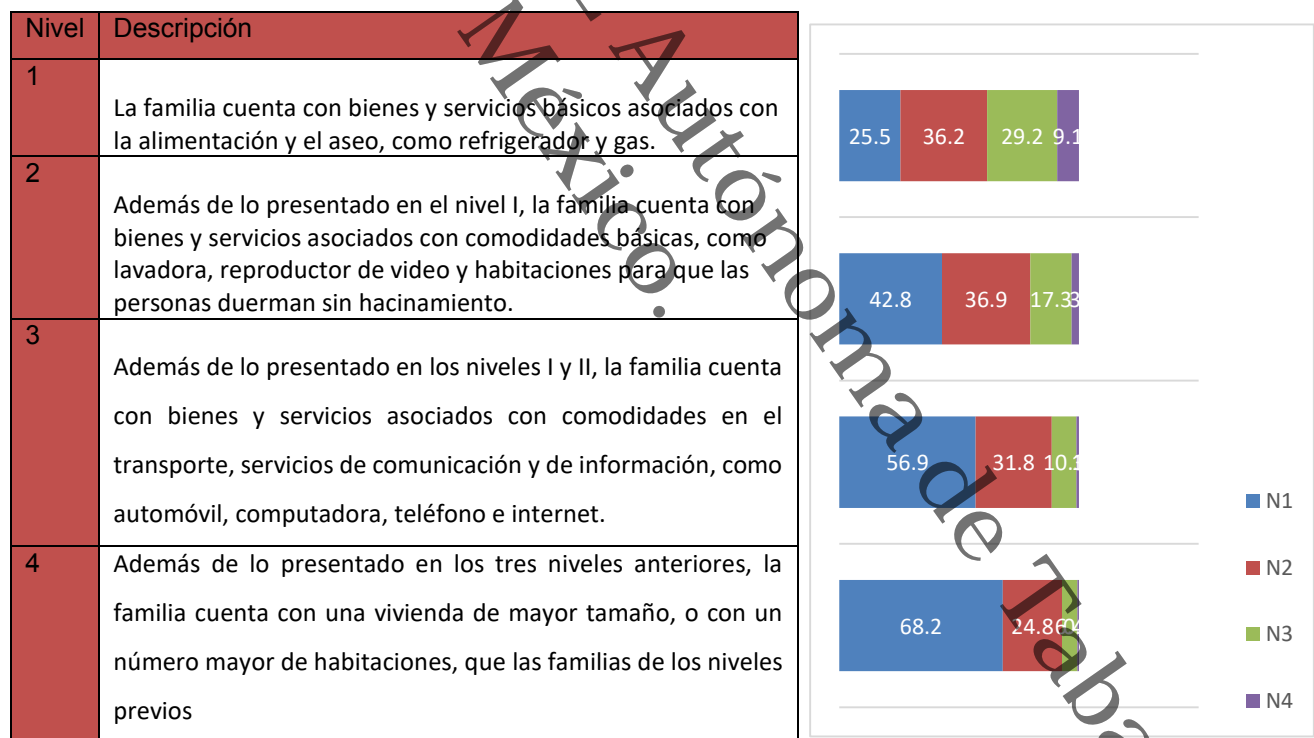 Nivel Descripción
1
La familia cuenta con bienes y servicios básicos asociados con
la alimentación y el aseo, como refrigerador y gas.
2
Además de lo presentado en el nivel I, la familia cuenta con
bienes y servicios asociados con comodidades básicas, como
lavadora, reproductor de video y habitaciones para que las
personas duerman sin hacinamiento.
3
Además de lo presentado en los niveles I y II, la familia cuenta
con bienes y servicios asociados con comodidades en el
transporte, servicios de comunicación y de información, como
automóvil, computadora, teléfono e internet.
4
Además de lo presentado en los tres niveles anteriores, la
familia cuenta con una vivienda de mayor tamaño, o con un
número mayor de habitaciones, que las familias de los niveles
previos
25.5 36.2 29.2 9.1
42.8 36.9 17.3 3
56.9 31.8
68.2 24.8
N1
N2
N3
N4
Autónoma de
México.